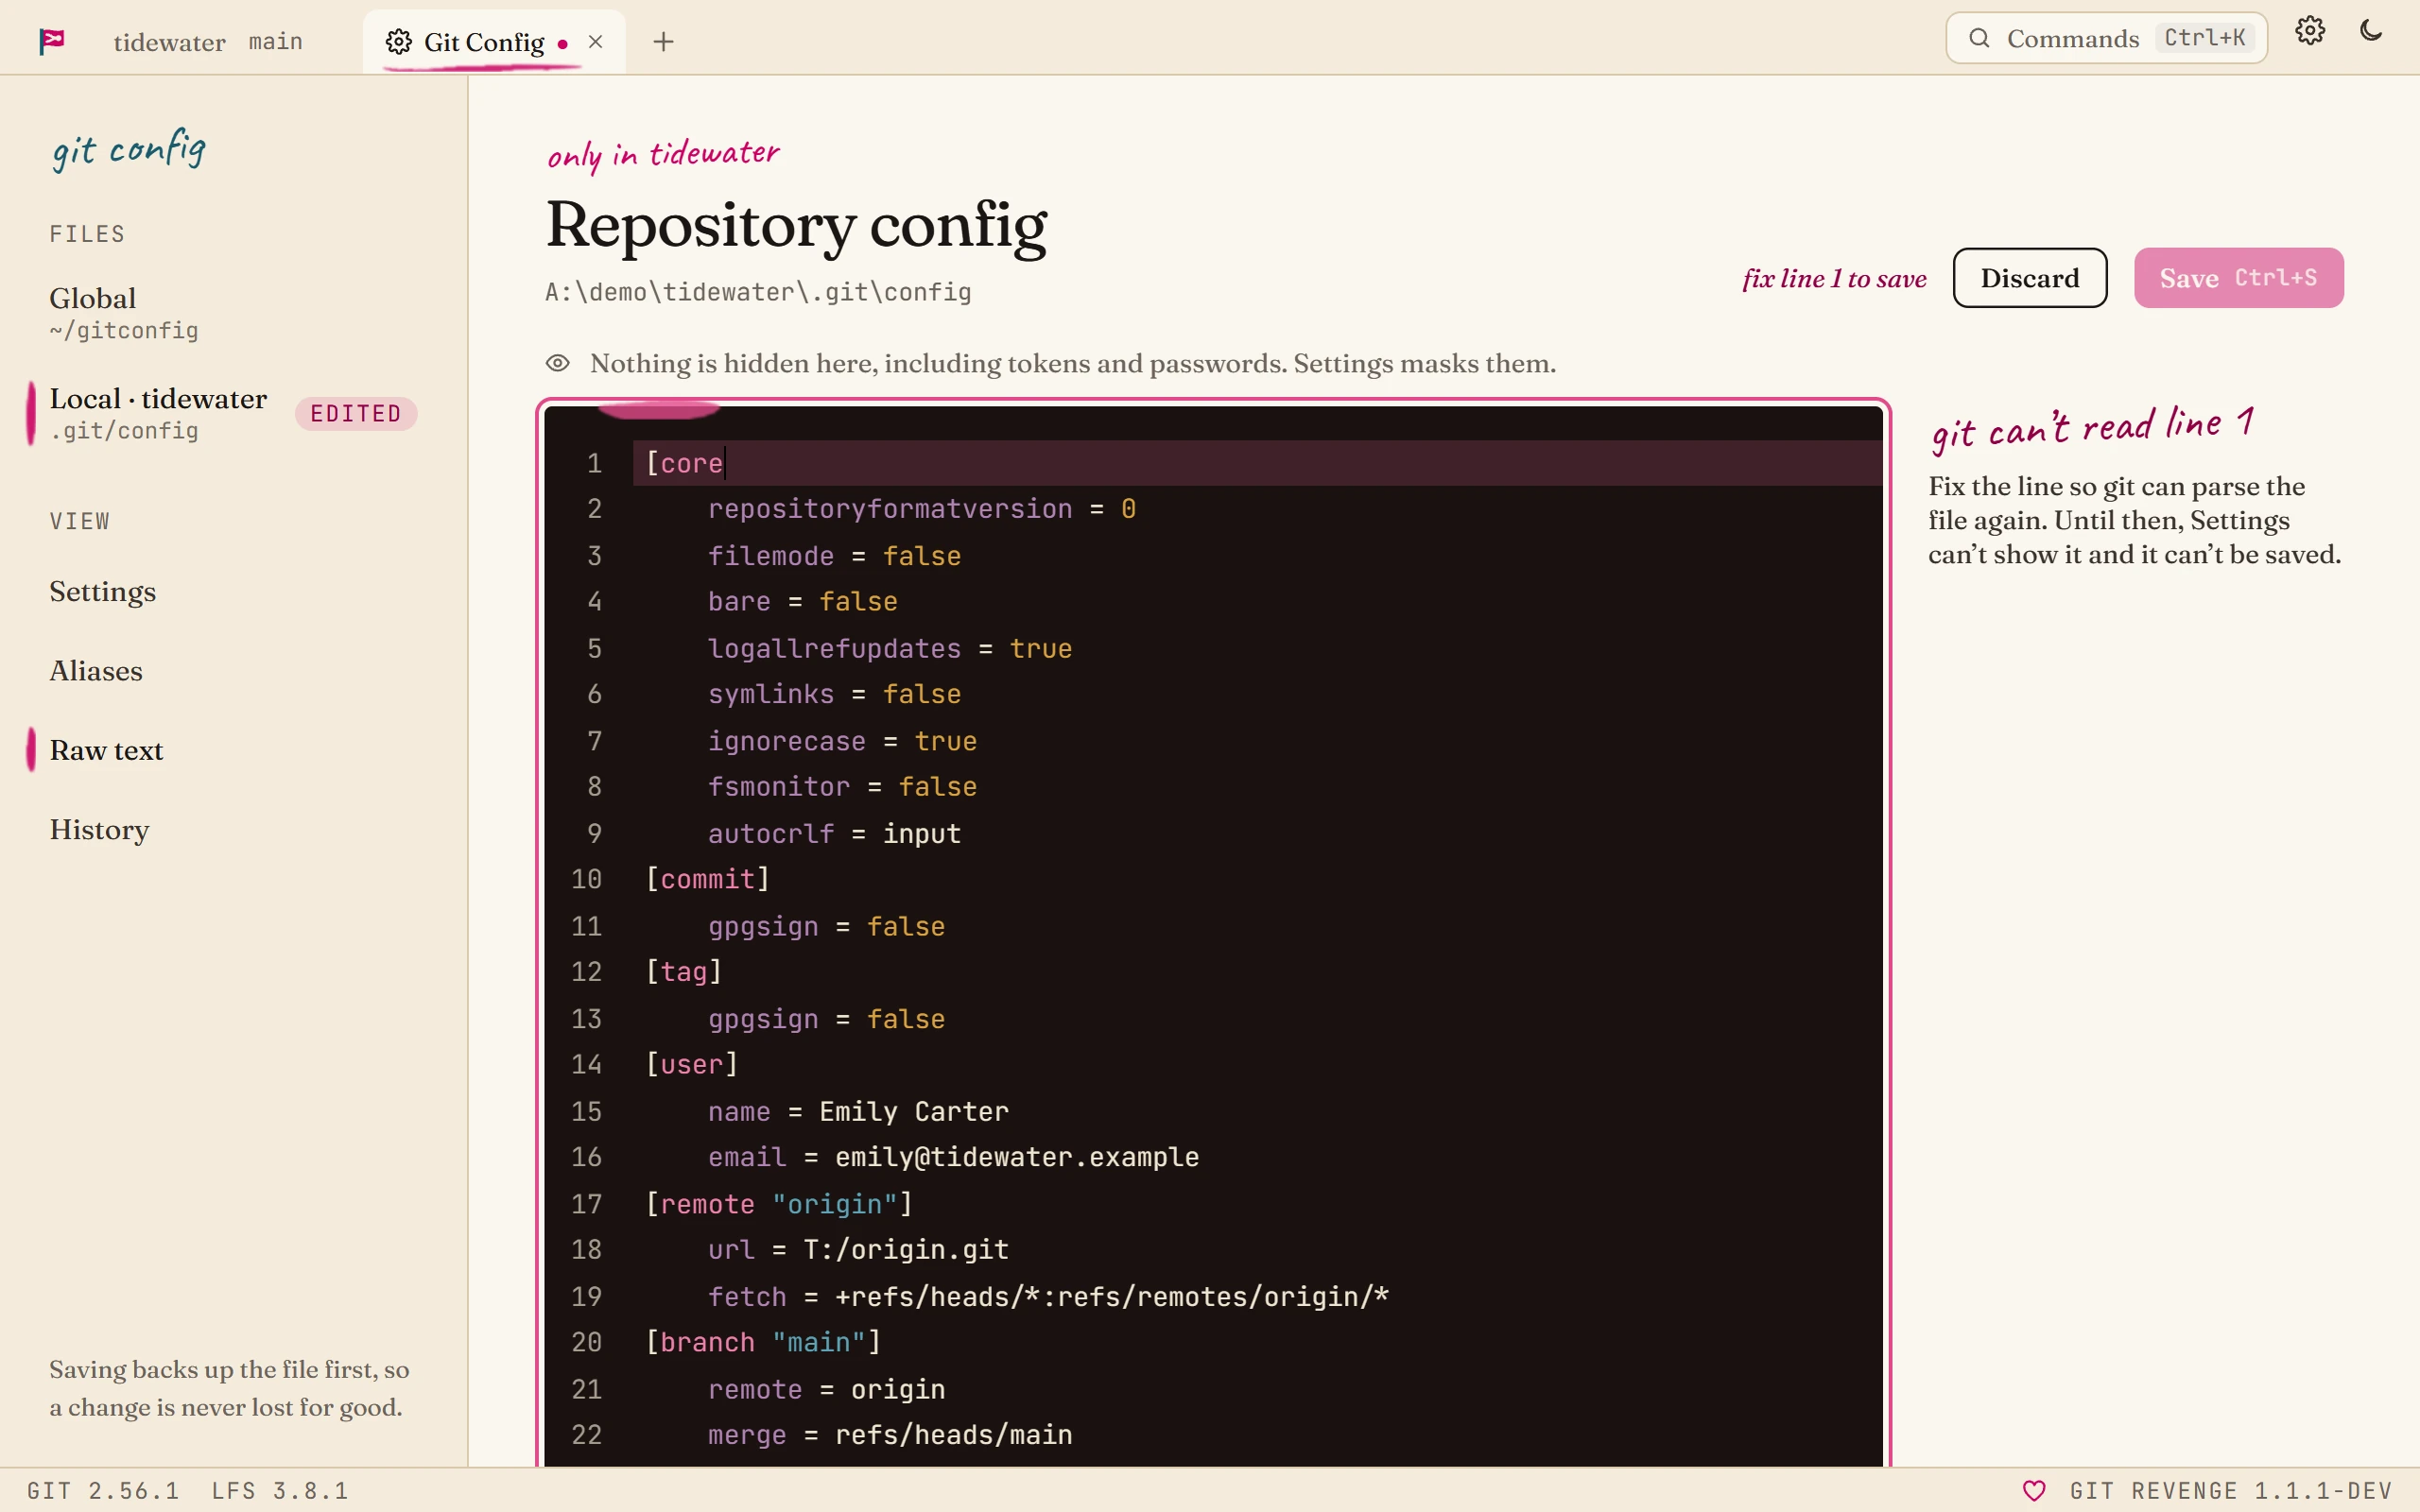 tidewater main
Git Config
Commands Ctrl+K
git config
FILES
Global
~/gitconfig
Local · tidewater
.git/config
EDITED
VIEW
Settings
Aliases
Raw text
History
Saving backs up the file first, so
a change is never lost for good.
only in tidewater
Repository config
A:\demo\tidewater\.git\config
fix line 1 to save
Discard
Save Ctrl+S
Nothing is hidden here, including tokens and passwords. Settings masks them.
1 [core
2 repositoryformatversion = 0
3 filemode = false
4 bare = false
5 logallrefupdates = true
6 symlinks = false
7 ignorecase = true
8 fsmonitor = false
9 autocrlf = input
10 [commit]
11 gpgsign = false
12 [tag]
13 gpgsign = false
14 [user]
15 name = Emily Carter
16 email = emily@tidewater.example
17 [remote "origin"]
18 url = T:/origin.git
19 fetch = +refs/heads/*:refs/remotes/origin/*
20 [branch "main"]
21 remote = origin
22 merge = refs/heads/main
git can’t read line 1
Fix the line so git can parse the
file again. Until then, Settings
can’t show it and it can’t be saved.
GIT 2.56.1 LFS 3.8.1
GIT REVENGE 1.1.1-DEV